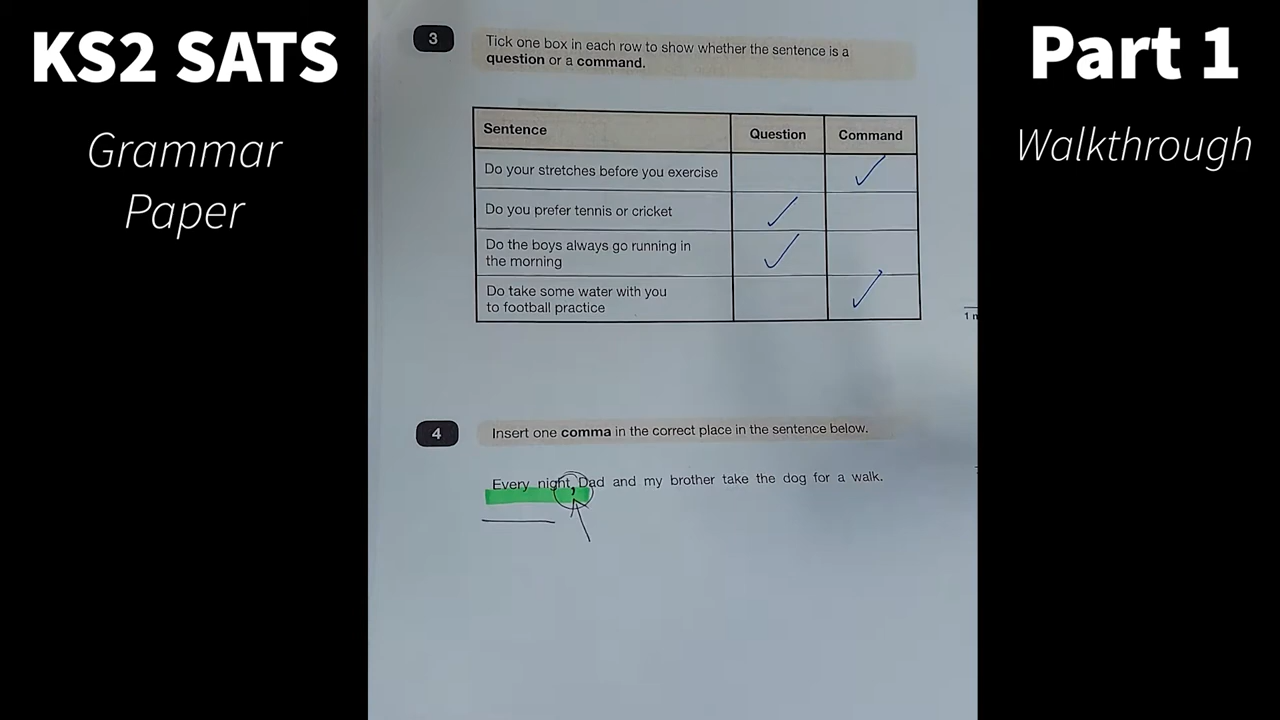 KS2 SATS
Grammar
Paper
Part 1
Walkthrough
3
Tick one box in each row to show whether the sentence is a
question or a command.
Sentence Question Command
Do your stretches before you exercise
Do you prefer tennis or cricket
Do the boys always go running in
the morning
Do take some water with you
to football practice
4
Insert one comma in the correct place in the sentence below.
Every night, Dad and my brother take the dog for a walk.